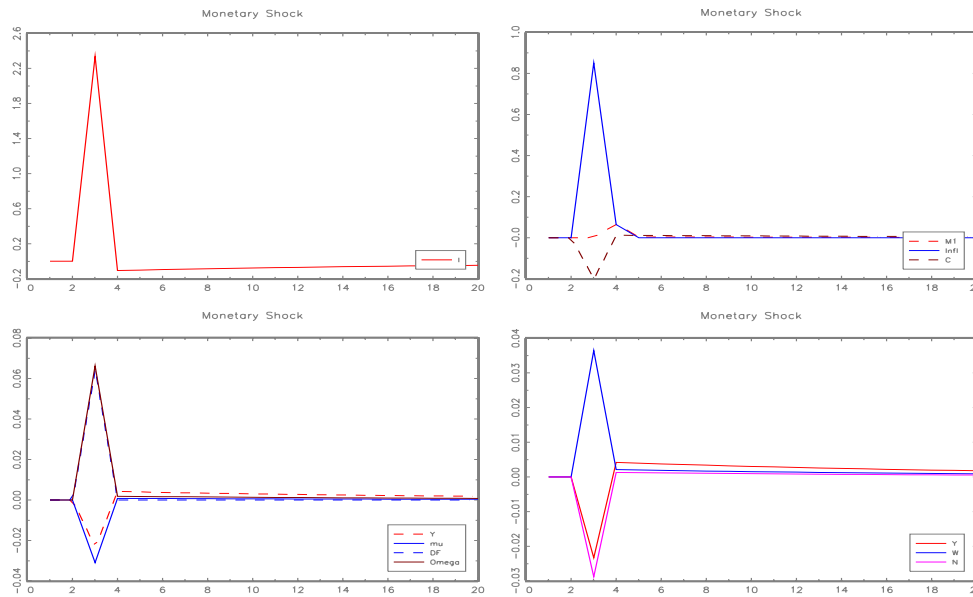 Monetary Shock
2.6
2.2
1.8
1.4
1.0
0.6
0.2
−0.2
0 2 4 6 8 10 12 14 16 18 20
I
Monetary Shock
1.0
0.8
0.6
0.4
0.2
−0.0
−0.2
0 2 4 6 8 10 12 14 16 18 20
M1
Infl
C
Monetary Shock
0.08
0.06
0.04
0.02
0.00
−0.02
−0.04
0 2 4 6 8 10 12 14 16 18 20
Y
mu
DF
Omega
Monetary Shock
0.04
0.03
0.02
0.01
0.00
−0.01
−0.02
−0.03
0 2 4 6 8 10 12 14 16 18 20
Y
W
N